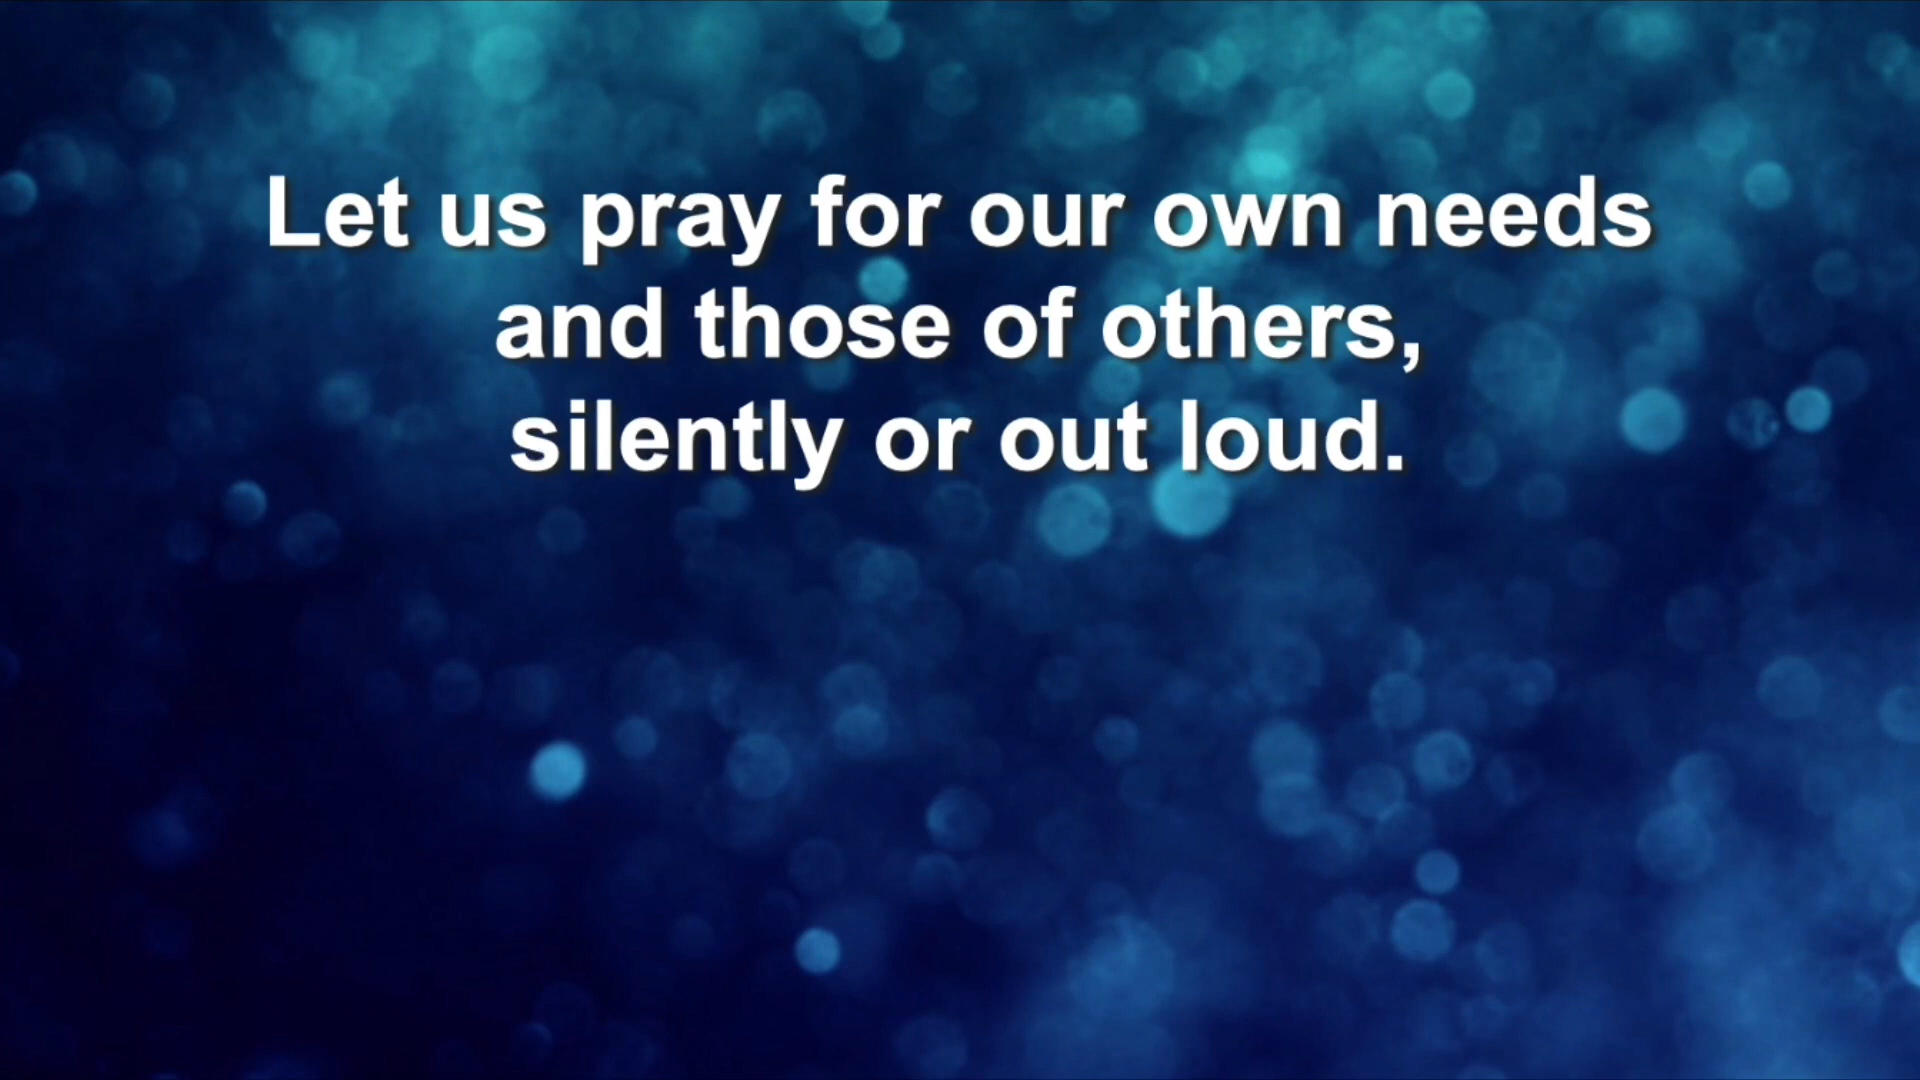 Let us pray for our own needs
and those of others,
silently or out loud.